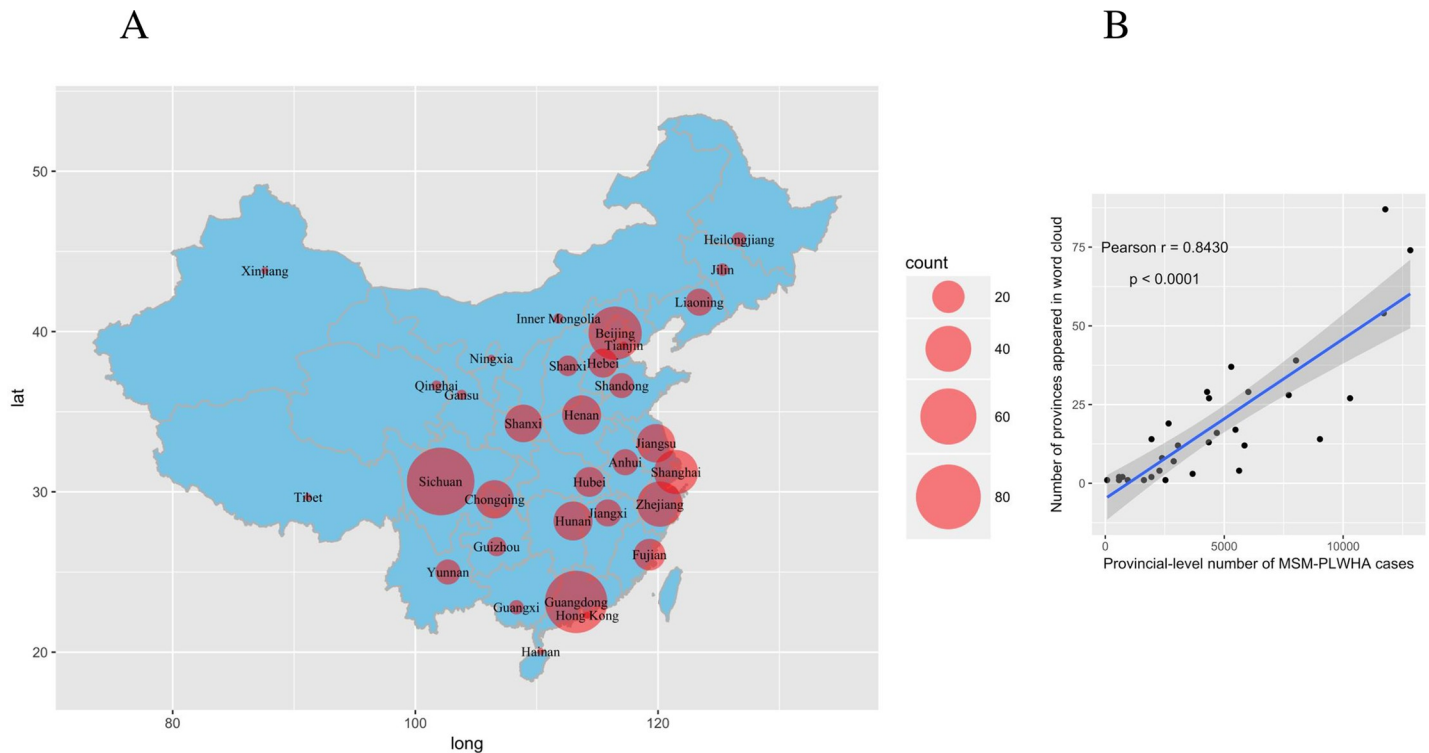 A
B
50
40
30
20
lat
80
100
120
long
Heilongjiang
Jilin
Xinjiang
Liaoning
Inner Mongolia
Beijing
Tianjin
Ningxia
Shanxi
Hebei
Qinghai
Gansu
Shandong
Shanxi
Henan
Jiangsu
Anhui
Shanghai
Sichuan
Hubei
Tibet
Chongqing
Zhejiang
Jiangxi
Hunan
Guizhou
Fujian
Yunnan
Guangdong
Guangxi
Hong Kong
Hainan
count
20
40
60
80
Number of provinces appeared in word cloud
75
50
25
0
Pearson r = 0.8430
p < 0.0001
0
5000
10000
Provincial-level number of MSM-PLWHA cases